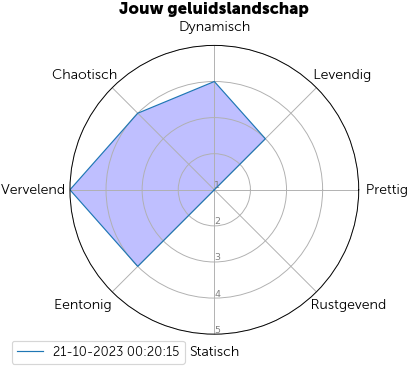 Jouw geluidslandschap
Dynamisch
Chaotisch
Levendig
Vervelend
1
Prettig
2
3
4
Eentonig
Rustgevend
5
21-10-2023 00:20:15
Statisch